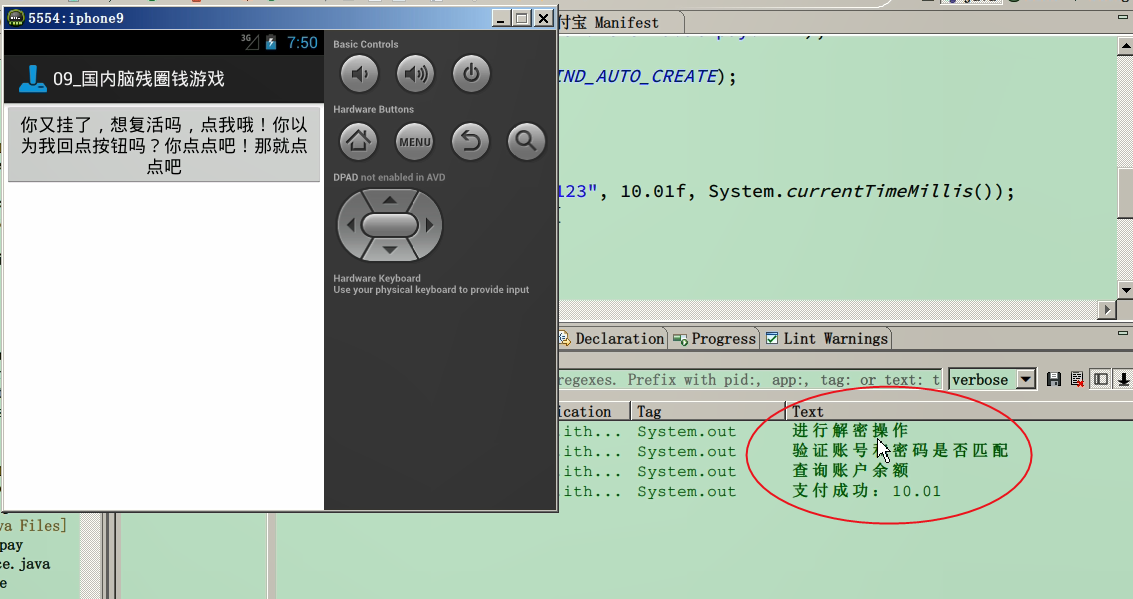 5554:iphone9
付宝 Manifest
3G
7:50
09_国内脑残圈钱游戏
你又挂了，想复活吗，点我哦！你以
为我回点按钮吗？你点点吧！那就点
点吧
Basic Controls
Hardware Buttons
MENU
DPAD not enabled in AVD
Hardware Keyboard
Use your physical keyboard to provide input
IND_AUTO_CREATE);
123", 10.01f, System.currentTimeMillis());
Declaration
Progress
Lint Warnings
regexes. Prefix with pid:, app:, tag: or text: t
verbose
ication
Tag
Text
ith...
System.out
进行解密操作
ith...
System.out
验证账号 密码是否匹配
ith...
System.out
查询账户余额
ith...
System.out
支付成功：10.01
va Files]
pay
ce.java
e